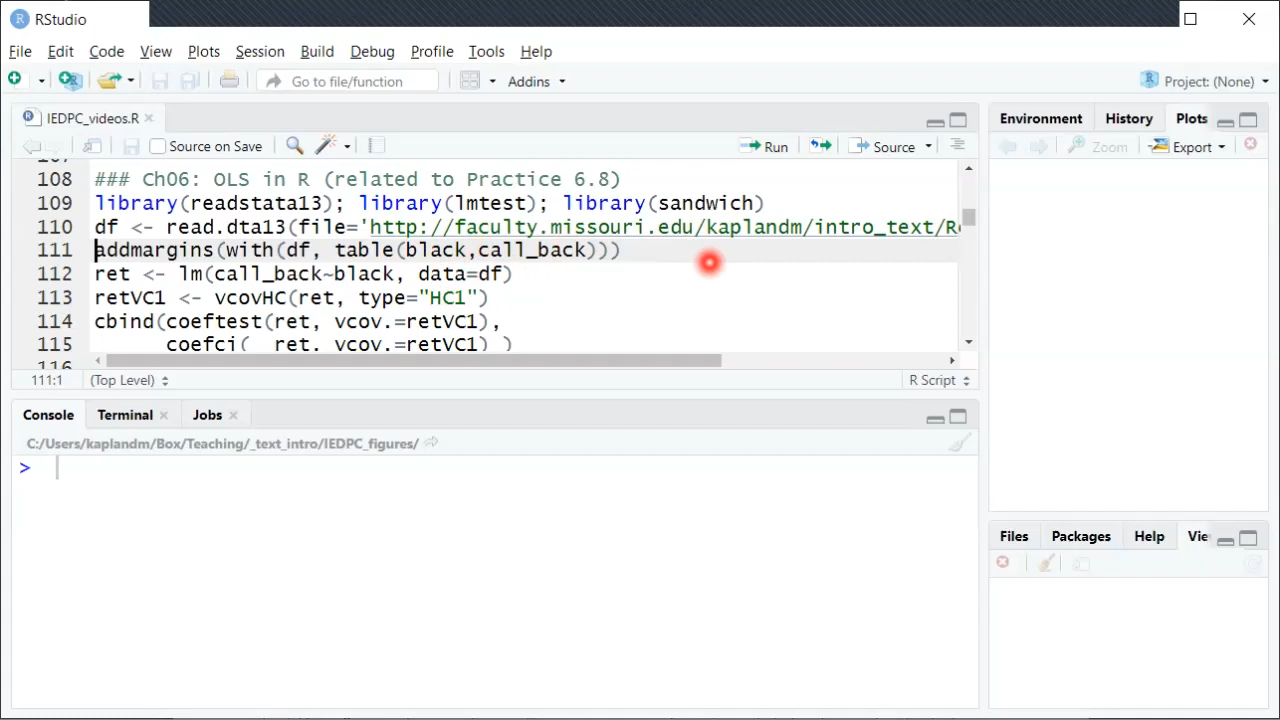 RStudio
File Edit Code View Plots Session Build Debug Profile Tools Help
Go to file/function Addins Project: (None)
IEDPC_videos.R
Source on Save Run Source
108 ### Ch06: OLS in R (related to Practice 6.8)
109 library(readstata13); library(lmtest); library(sandwich)
110 df <- read.dta13(file='http://faculty.missouri.edu/kaplandm/intro_text/R
111 addmargins(with(df, table(black,call_back)))
112 ret <- lm(call_back~black, data=df)
113 retVC1 <- vcovHC(ret, type="HC1")
114 cbind(coeftest(ret, vcov.=retVC1),
115 coefci( ret, vcov.=retVC1) )
116
111:1 (Top Level) R Script
Console Terminal Jobs
C:/Users/kaplandm/Box/Teaching/_text_intro/IEDPC_figures/
>
Environment History Plots
Zoom Export
Files Packages Help Vie